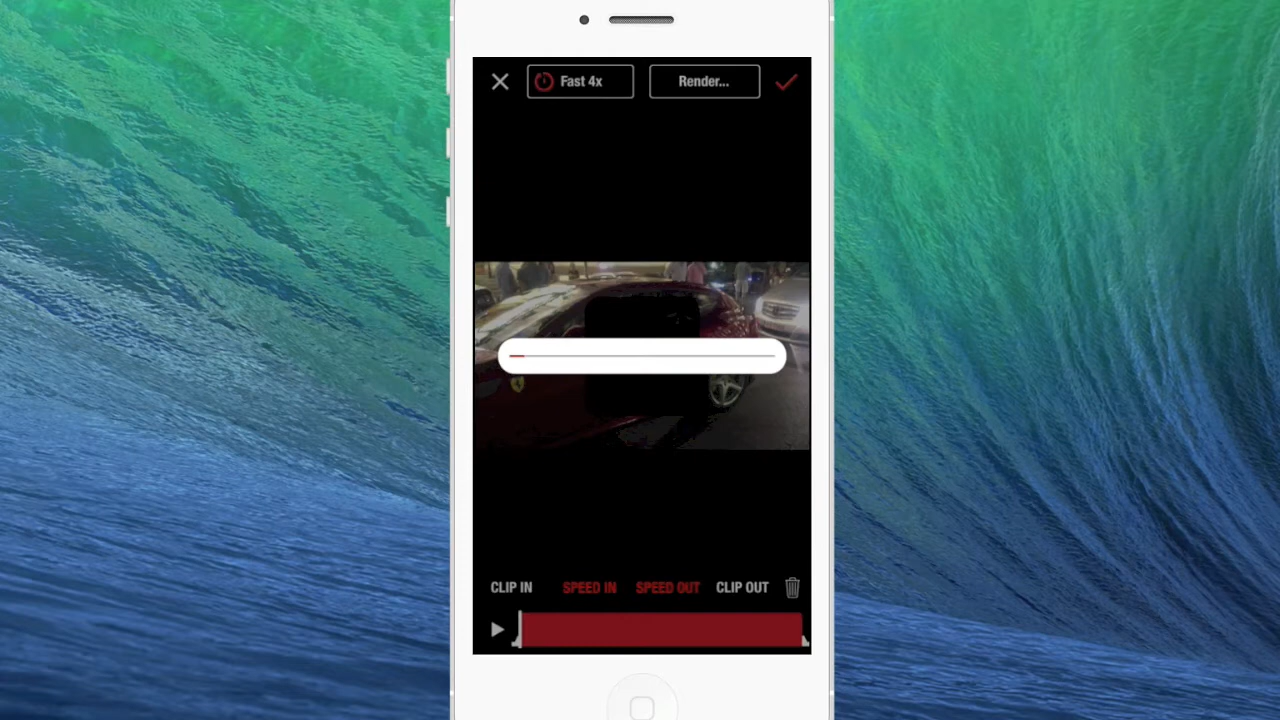 Fast 4x
Render...
CLIP IN
SPEED IN
SPEED OUT
CLIP OUT